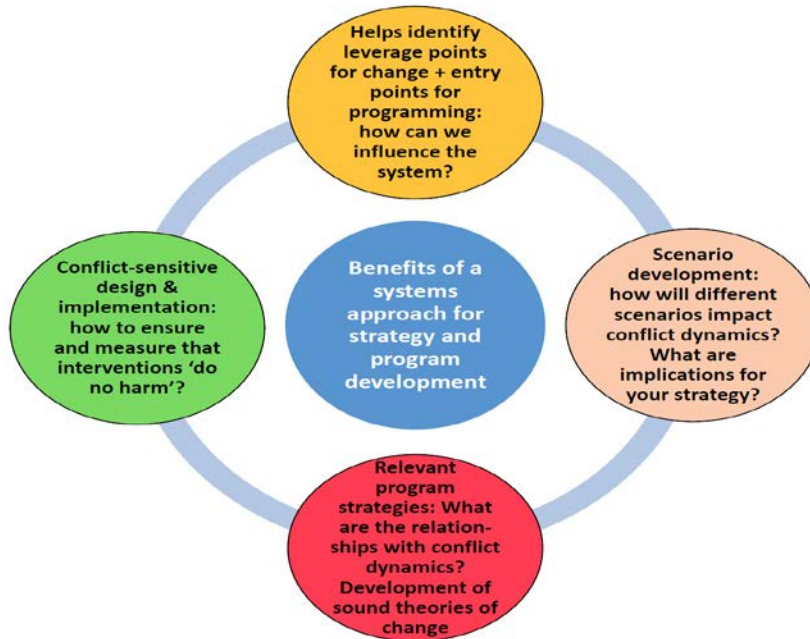 Helps identify
leverage points
for change + entry
points for
programming:
how can we
influence the
system?
Conflict-sensitive
design &
implementation:
how to ensure
and measure that
interventions ‘do
no harm’?
Benefits of a
systems
approach for
strategy and
program
development
Scenario
development:
how will different
scenarios impact
conflict dynamics?
What are
implications for
your strategy?
Relevant
program
strategies: What
are the relation-
ships with conflict
dynamics?
Development of
sound theories of
change